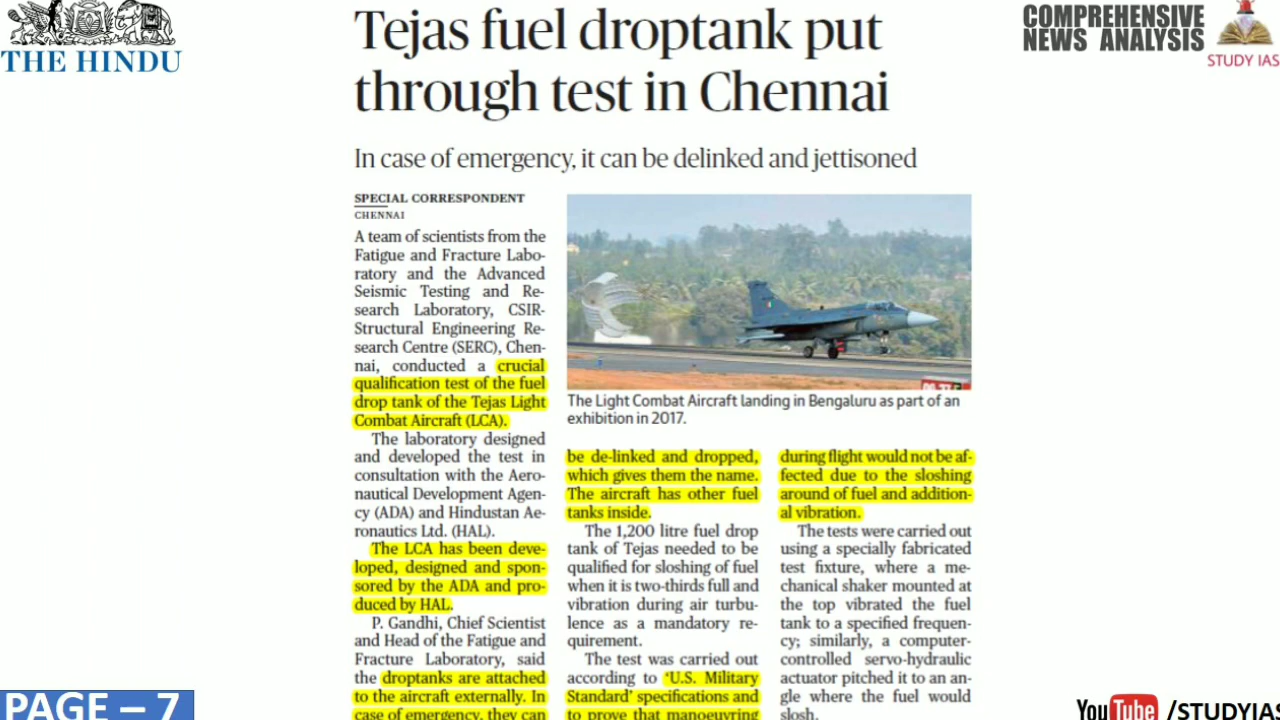 THE HINDU
Tejas fuel droptank put
through test in Chennai
COMPREHENSIVE
NEWS ANALYSIS
STUDY IAS
In case of emergency, it can be delinked and jettisoned
SPECIAL CORRESPONDENT
CHENNAI
A team of scientists from the
Fatigue and Fracture Labo-
ratory and the Advanced
Seismic Testing and Re-
search Laboratory, CSIR-
Structural Engineering Re-
search Centre (SERC), Chen-
nai, conducted a crucial
qualification test of the fuel
drop tank of the Tejas Light
Combat Aircraft (LCA).
The laboratory designed
and developed the test in
consultation with the Aero-
nautical Development Agen-
cy (ADA) and Hindustan Ae-
ronautics Ltd. (HAL).
The LCA has been deve-
loped, designed and spon-
sored by the ADA and pro-
duced by HAL.
P. Gandhi, Chief Scientist
and Head of the Fatigue and
Fracture Laboratory, said
the droptanks are attached
to the aircraft externally. In
case of emergency, they can
The Light Combat Aircraft landing in Bengaluru as part of an
exhibition in 2017.
be de-linked and dropped,
which gives them the name.
The aircraft has other fuel
tanks inside.
The 1,200 litre fuel drop
tank of Tejas needed to be
qualified for sloshing of fuel
when it is two-thirds full and
vibration during air turbu-
lence as a mandatory re-
quirement.
The test was carried out
according to 'U.S. Military
Standard' specifications and
to prove that manoeuvring
during flight would not be af-
fected due to the sloshing
around of fuel and addition-
al vibration.
The tests were carried out
using a specially fabricated
test fixture, where a me-
chanical shaker mounted at
the top vibrated the fuel
tank to a specified frequen-
cy; similarly, a computer-
controlled servo-hydraulic
actuator pitched it to an an-
gle where the fuel would
slosh.
PAGE – 7
YouTube /STUDYIAS